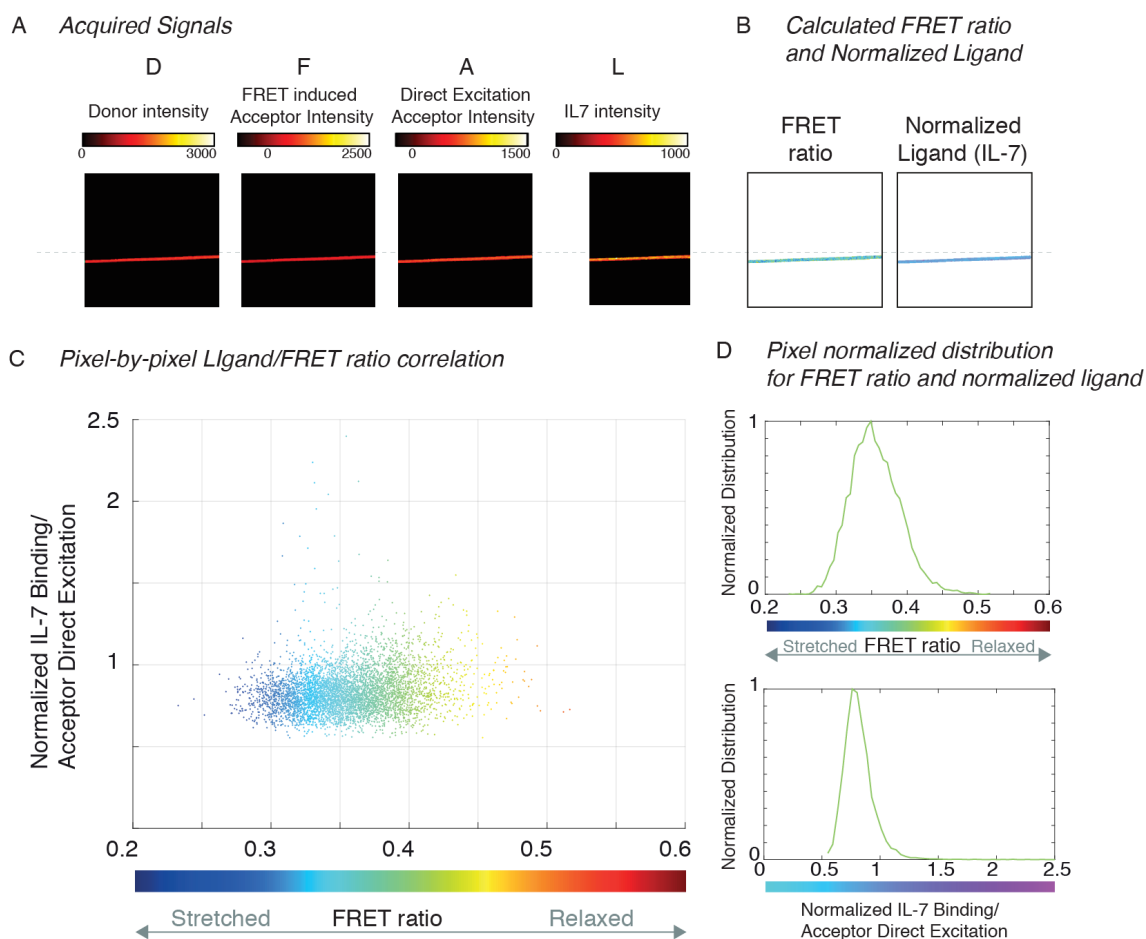 A Acquired Signals
D F A L
Donor intensity
FRET induced
Acceptor Intensity
Direct Excitation
Acceptor Intensity
IL7 intensity
0 3000
0 2500
0 1500
0 1000
B Calculated FRET ratio
and Normalized Ligand
FRET
ratio
Normalized
Ligand (IL-7)
C Pixel-by-pixel LIgand/FRET ratio correlation
Normalized IL-7 Binding/
Acceptor Direct Excitation
2.5
2
1
0.2 0.3 0.4 0.5 0.6
Stretched FRET ratio Relaxed
D Pixel normalized distribution
for FRET ratio and normalized ligand
Normalized Distribution
1
0
0.2 0.3 0.4 0.5 0.6
Stretched FRET ratio Relaxed
Normalized Distribution
1
0
0 0.5 1 1.5 2 2.5
Normalized IL-7 Binding/
Acceptor Direct Excitation